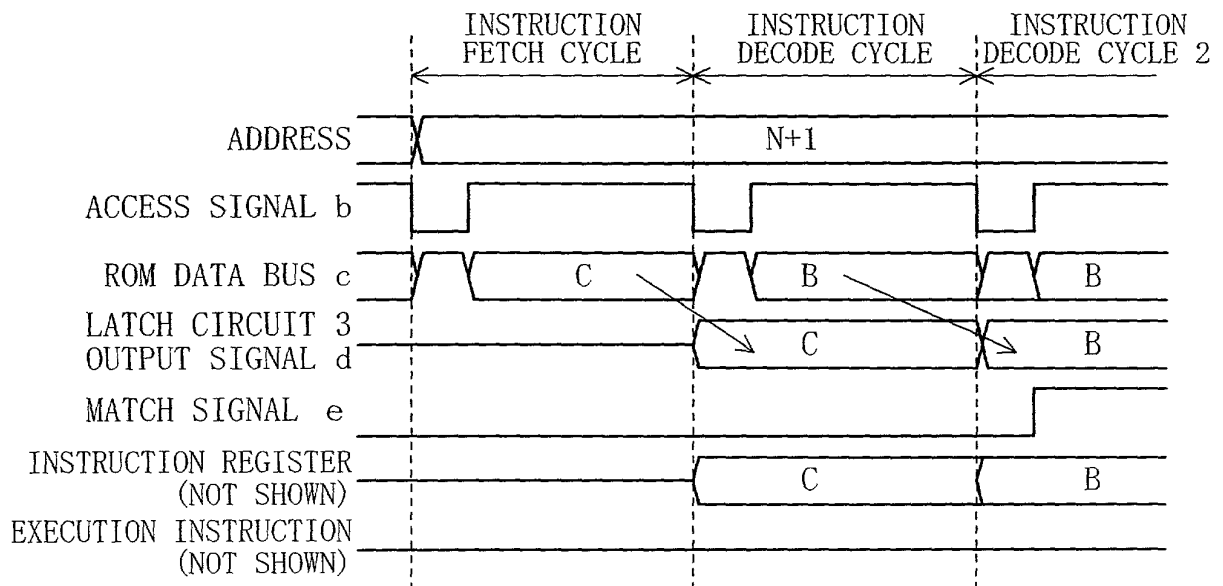 INSTRUCTION FETCH CYCLE
INSTRUCTION DECODE CYCLE
INSTRUCTION DECODE CYCLE 2
ADDRESS
N+1
ACCESS SIGNAL b
ROM DATA BUS c
C
B
B
LATCH CIRCUIT 3
OUTPUT SIGNAL d
C
B
MATCH SIGNAL e
INSTRUCTION REGISTER
(NOT SHOWN)
C
B
EXECUTION INSTRUCTION
(NOT SHOWN)